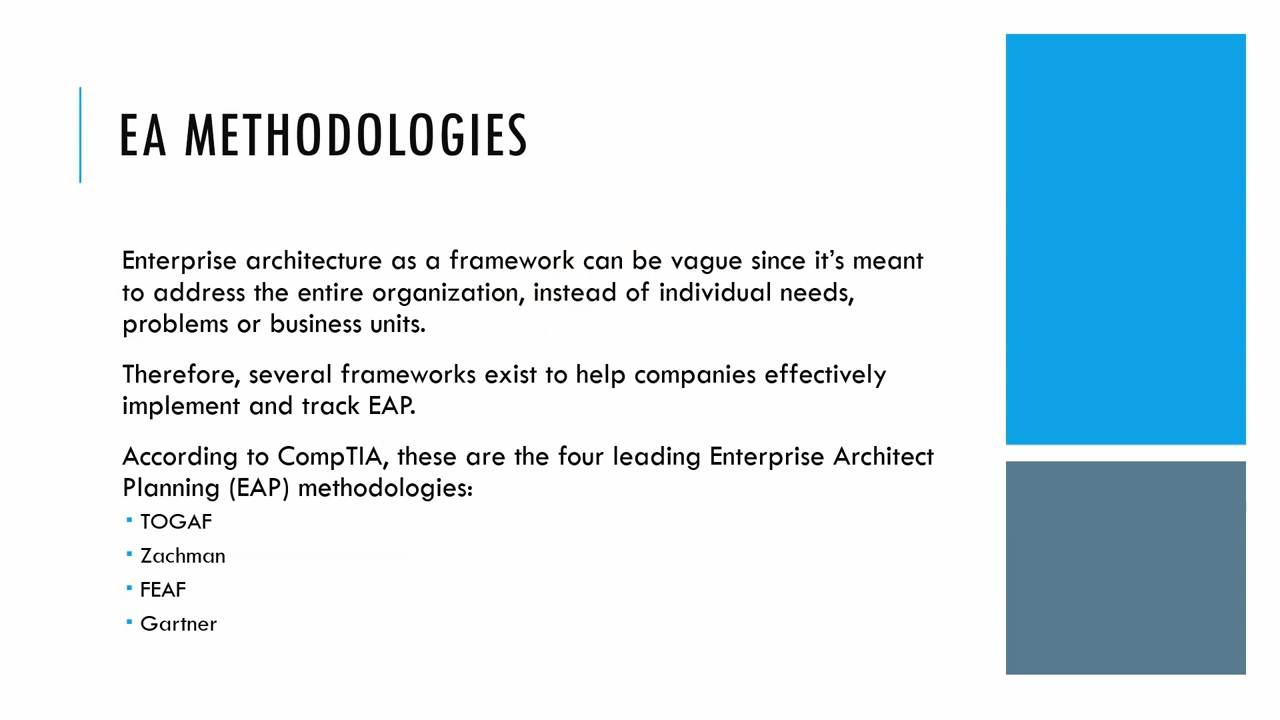 EA METHODOLOGIES
Enterprise architecture as a framework can be vague since it’s meant
to address the entire organization, instead of individual needs,
problems or business units.
Therefore, several frameworks exist to help companies effectively
implement and track EAP.
According to CompTIA, these are the four leading Enterprise Architect
Planning (EAP) methodologies:
▪ TOGAF
▪ Zachman
▪ FEAF
▪ Gartner